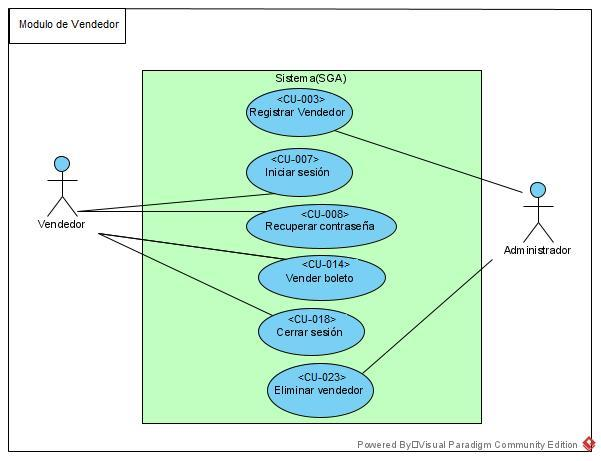 Modulo de Vendedor
Sistema(SGA)
<CU-003>
Registrar Vendedor
<CU-007>
Iniciar sesión
<CU-008>
Recuperar contraseña
<CU-014>
Vender boleto
<CU-018>
Cerrar sesión
<CU-023>
Eliminar vendedor
Vendedor
Administrador
Powered By Visual Paradigm Community Edition